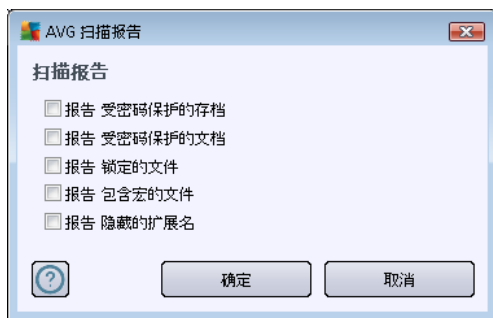 AVG 扫描报告
扫描报告
报告 受密码保护的存档
报告 受密码保护的文档
报告 锁定的文件
报告 包含宏的文件
报告 隐藏的扩展名
?
确定 取消